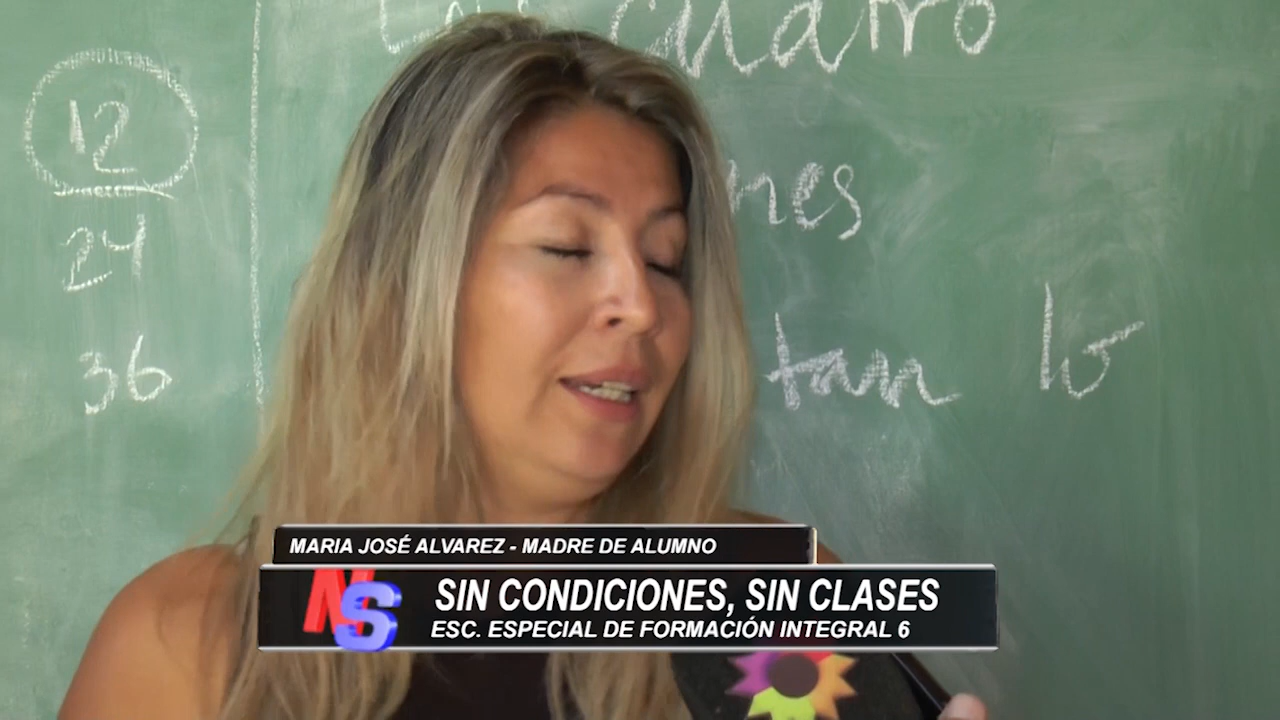 cuatro
12
nes
24
tan
36
MARIA JOSÉ ALVAREZ - MADRE DE ALUMNO
NS
SIN CONDICIONES, SIN CLASES
ESC. ESPECIAL DE FORMACIÓN INTEGRAL 6